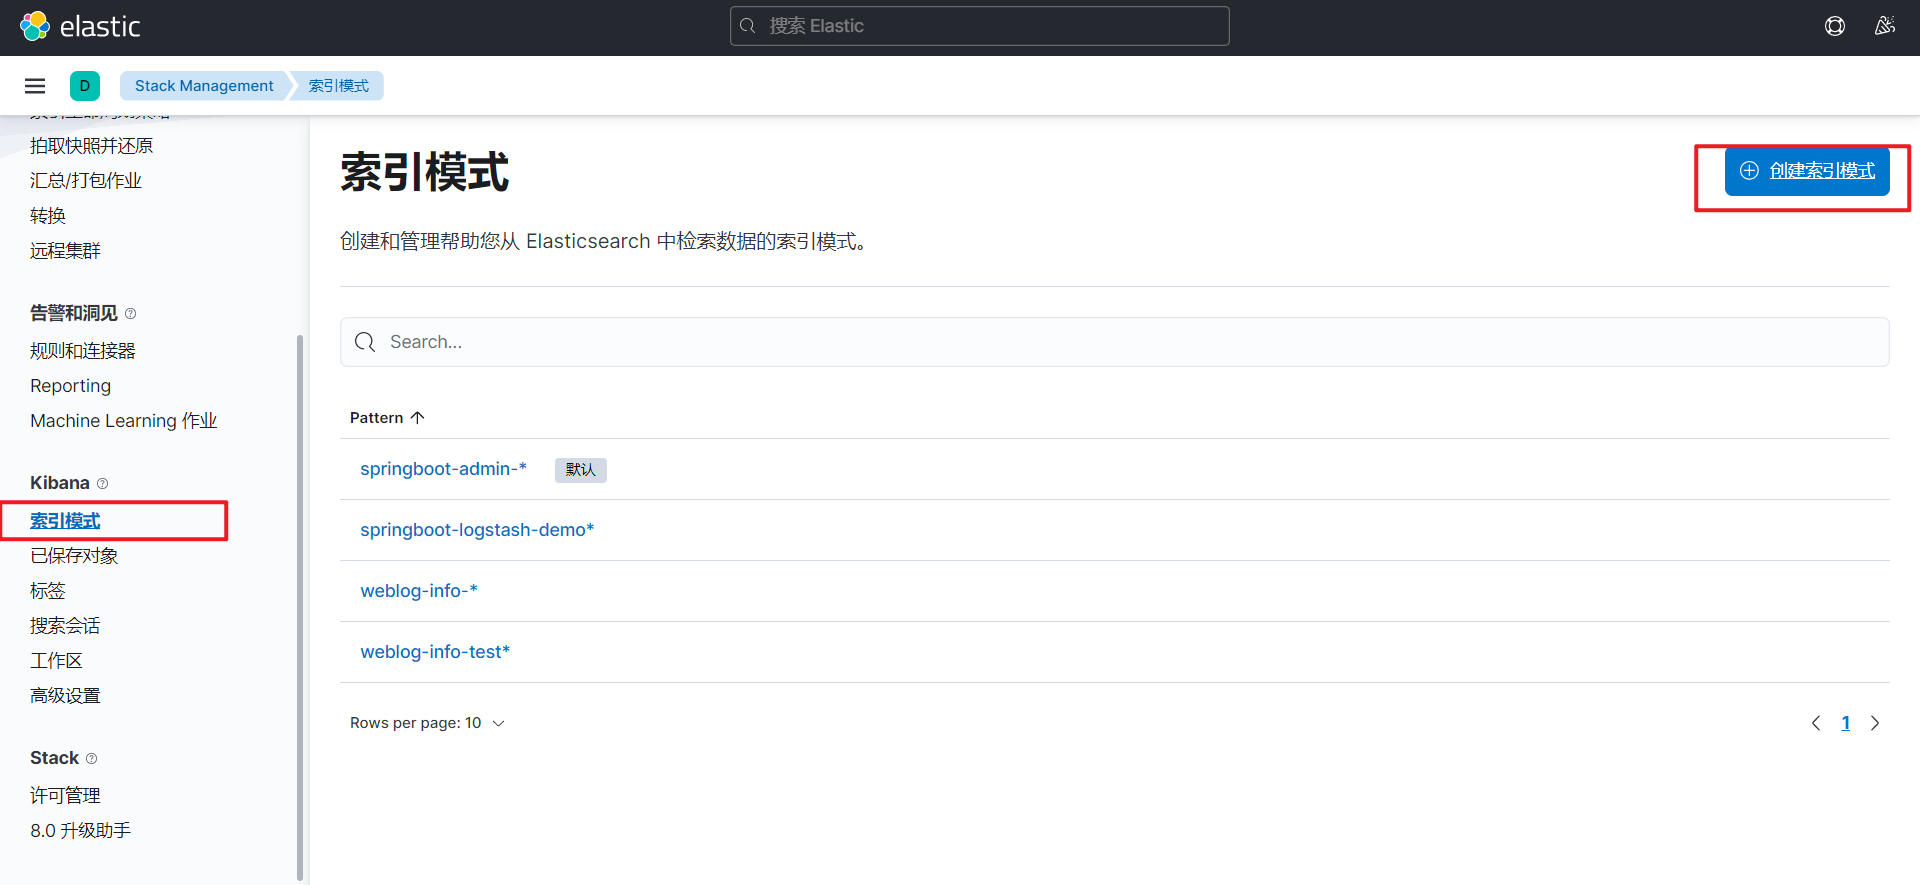 elastic
搜索 Elastic
D
Stack Management
索引模式
拍取快照并还原
汇总/打包作业
转换
远程集群
告警和洞见
规则和连接器
Reporting
Machine Learning 作业
Kibana
索引模式
已保存对象
标签
搜索会话
工作区
高级设置
Stack
许可管理
8.0 升级助手
索引模式
创建索引模式
创建和管理帮助您从 Elasticsearch 中检索数据的索引模式。
Search...
Pattern
springboot-admin-* 默认
springboot-logstash-demo*
weblog-info-*
weblog-info-test*
Rows per page: 10
1